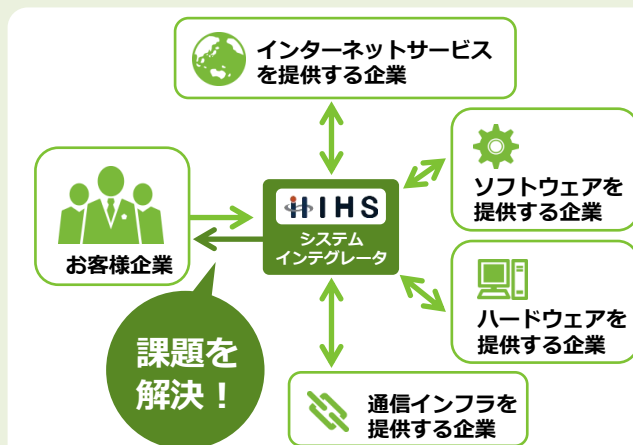 インターネットサービス
を提供する企業
ソフトウェアを
提供する企業
IHS
システム
インテグレータ
お客様企業
ハードウェアを
提供する企業
課題を
解決！
通信インフラを
提供する企業